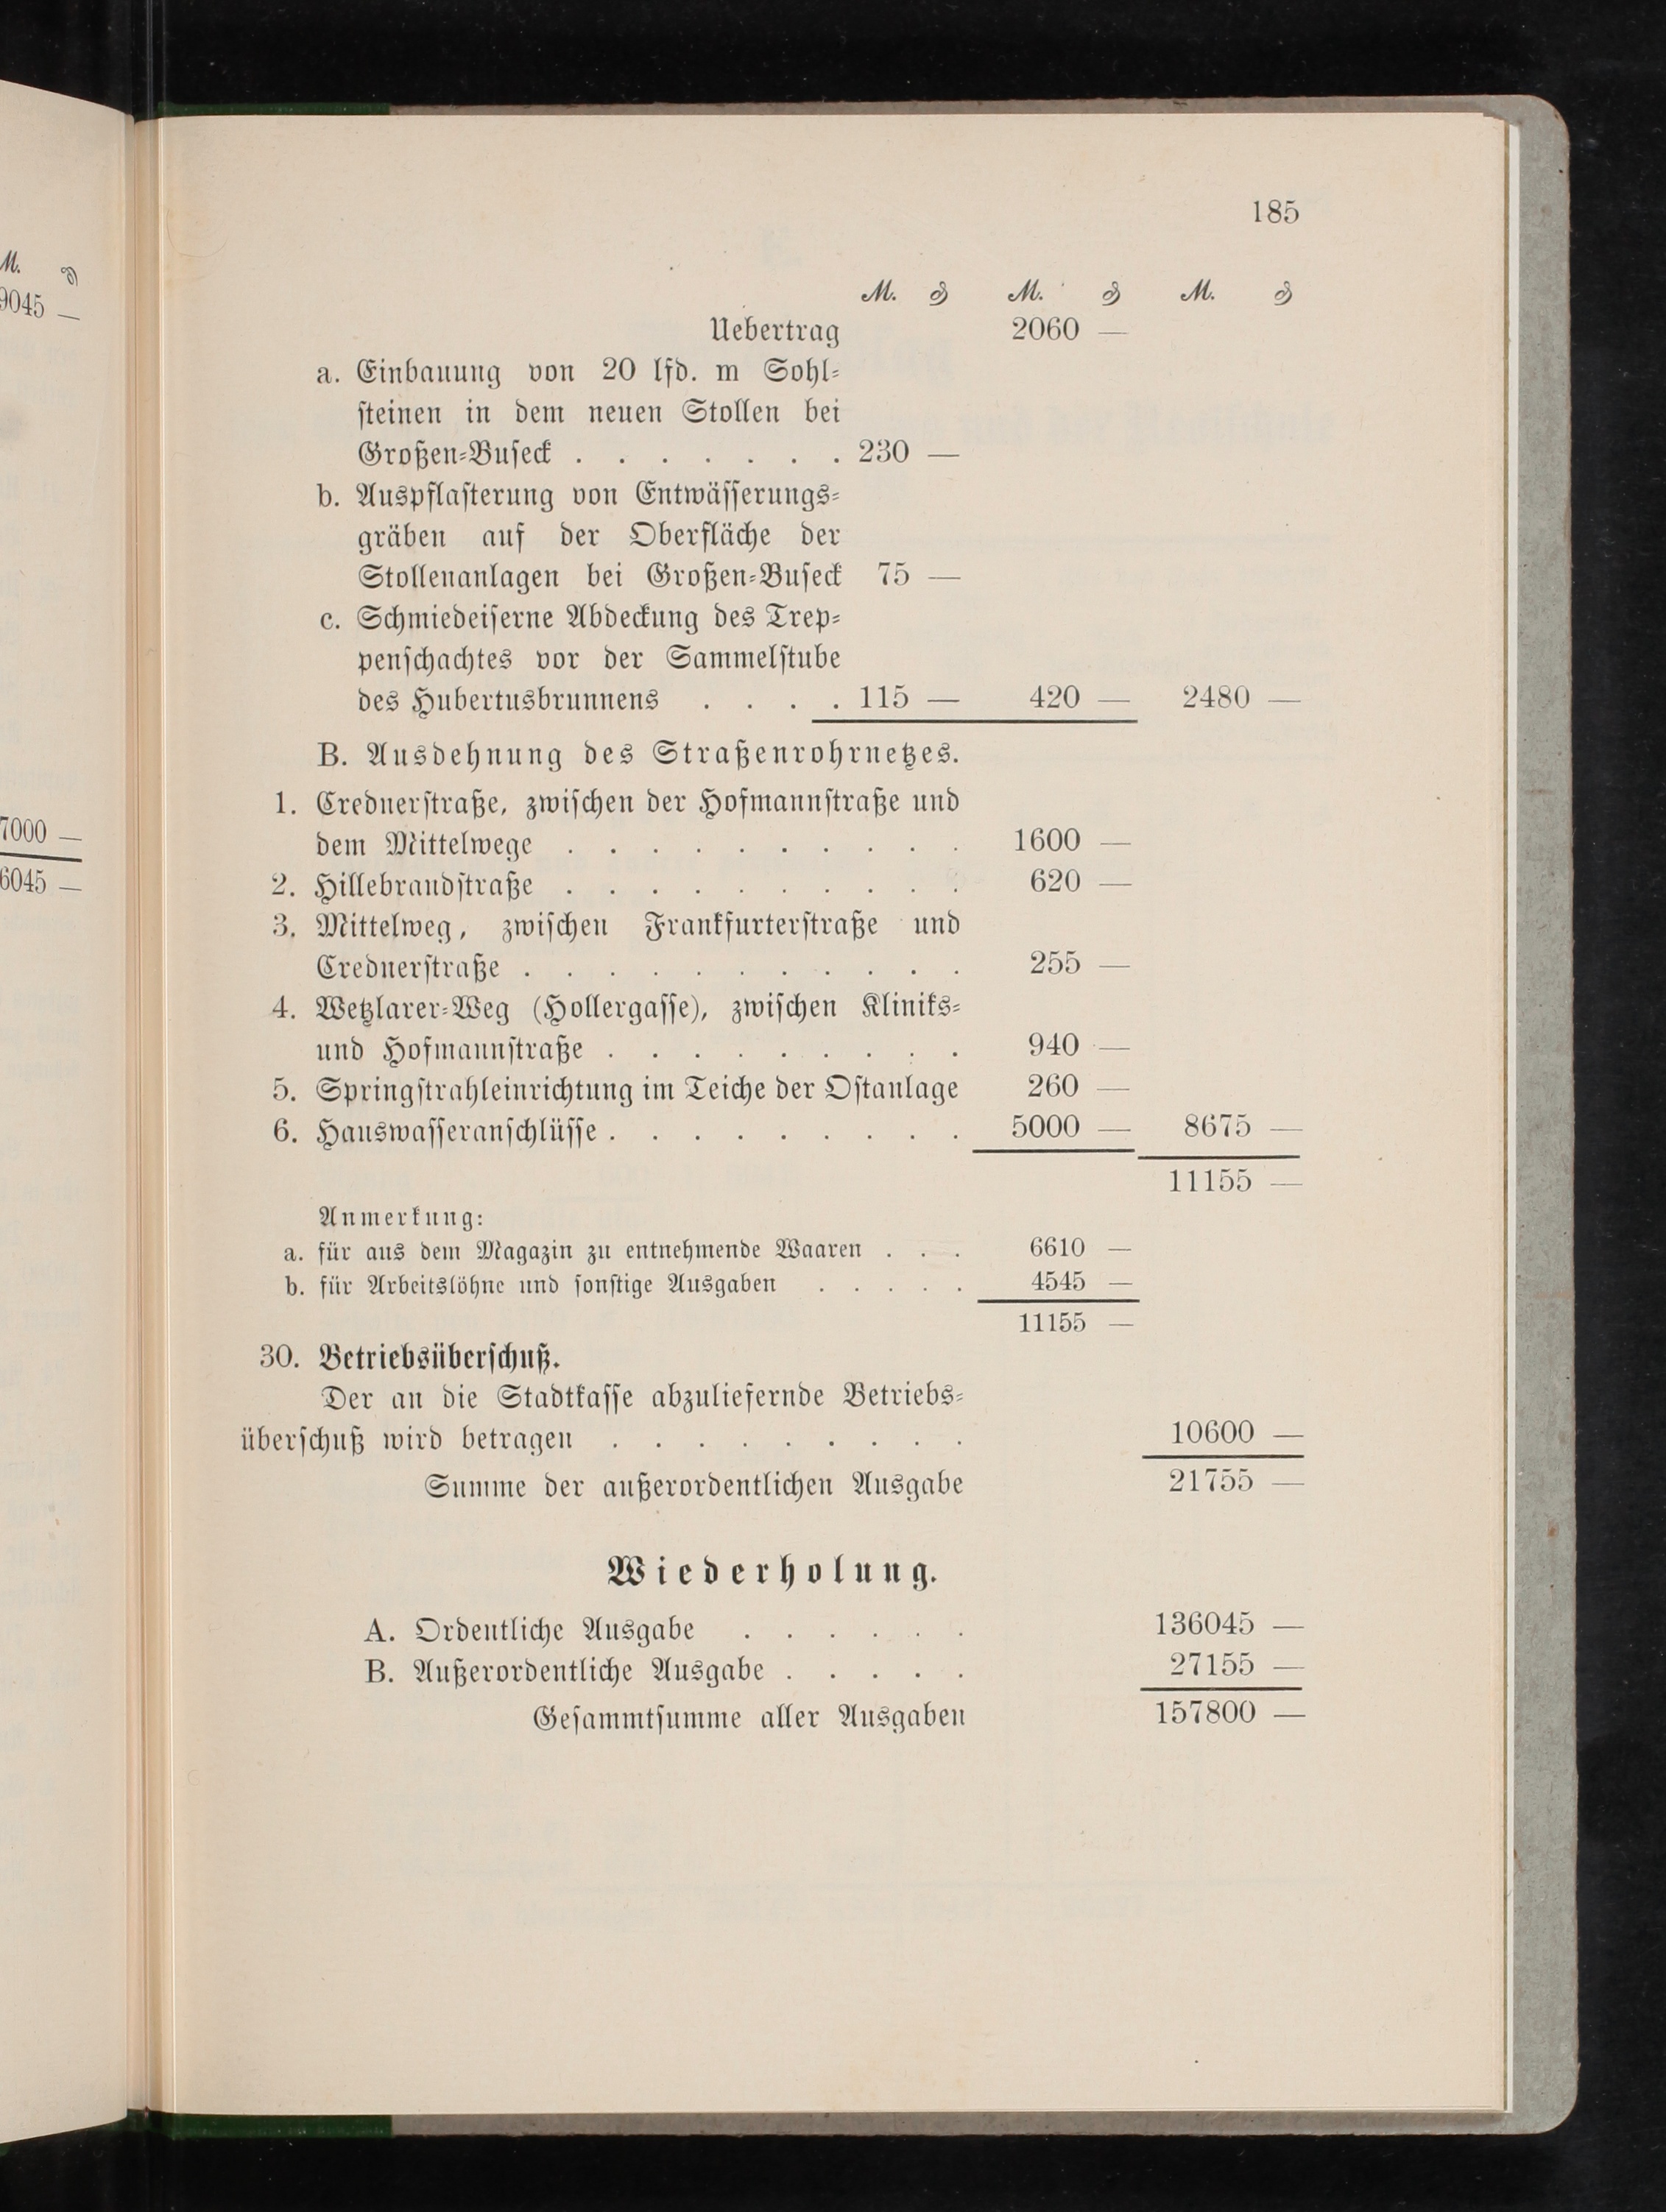 M. ₰
9045 —
7000 —
6045 —
185
M. ₰ M. ₰ M. ₰
Uebertrag 2060 —
a. Einbauung von 20 lfd. m Sohl-
steinen in dem neuen Stollen bei
Großen-Buseck . . . . . . . 230 —
b. Auspflasterung von Entwässerungs-
gräben auf der Oberfläche der
Stollenanlagen bei Großen-Buseck 75 —
c. Schmiedeiserne Abdeckung des Trep-
penschachtes vor der Sammelstube
des Hubertusbrunnens . . . . 115 — 420 — 2480 —
B. Ausdehnung des Straßenrohrnetzes.
1. Crednerstraße, zwischen der Hofmannstraße und
dem Mittelwege . . . . . . . . . . 1600 —
2. Hillebrandstraße . . . . . . . . . . 620 —
3. Mittelweg, zwischen Frankfurterstraße und
Crednerstraße . . . . . . . . . . . 255 —
4. Wetzlarer-Weg (Hollergasse), zwischen Kliniks-
und Hofmannstraße . . . . . . . . . 940 —
5. Springstrahleinrichtung im Teiche der Ostanlage 260 —
6. Hauswasseranschlüsse . . . . . . . . . 5000 — 8675 —
11155 —
Anmerkung:
a. für aus dem Magazin zu entnehmende Waaren . . . 6610 —
b. für Arbeitslöhne und sonstige Ausgaben . . . . . 4545 —
11155 —
30. Betriebsüberschuß.
Der an die Stadtkasse abzuliefernde Betriebs-
überschuß wird betragen . . . . . . . . . 10600 —
Summe der außerordentlichen Ausgabe 21755 —
Wiederholung.
A. Ordentliche Ausgabe . . . . . . 136045 —
B. Außerordentliche Ausgabe . . . . . 27155 —
Gesammtsumme aller Ausgaben 157800 —